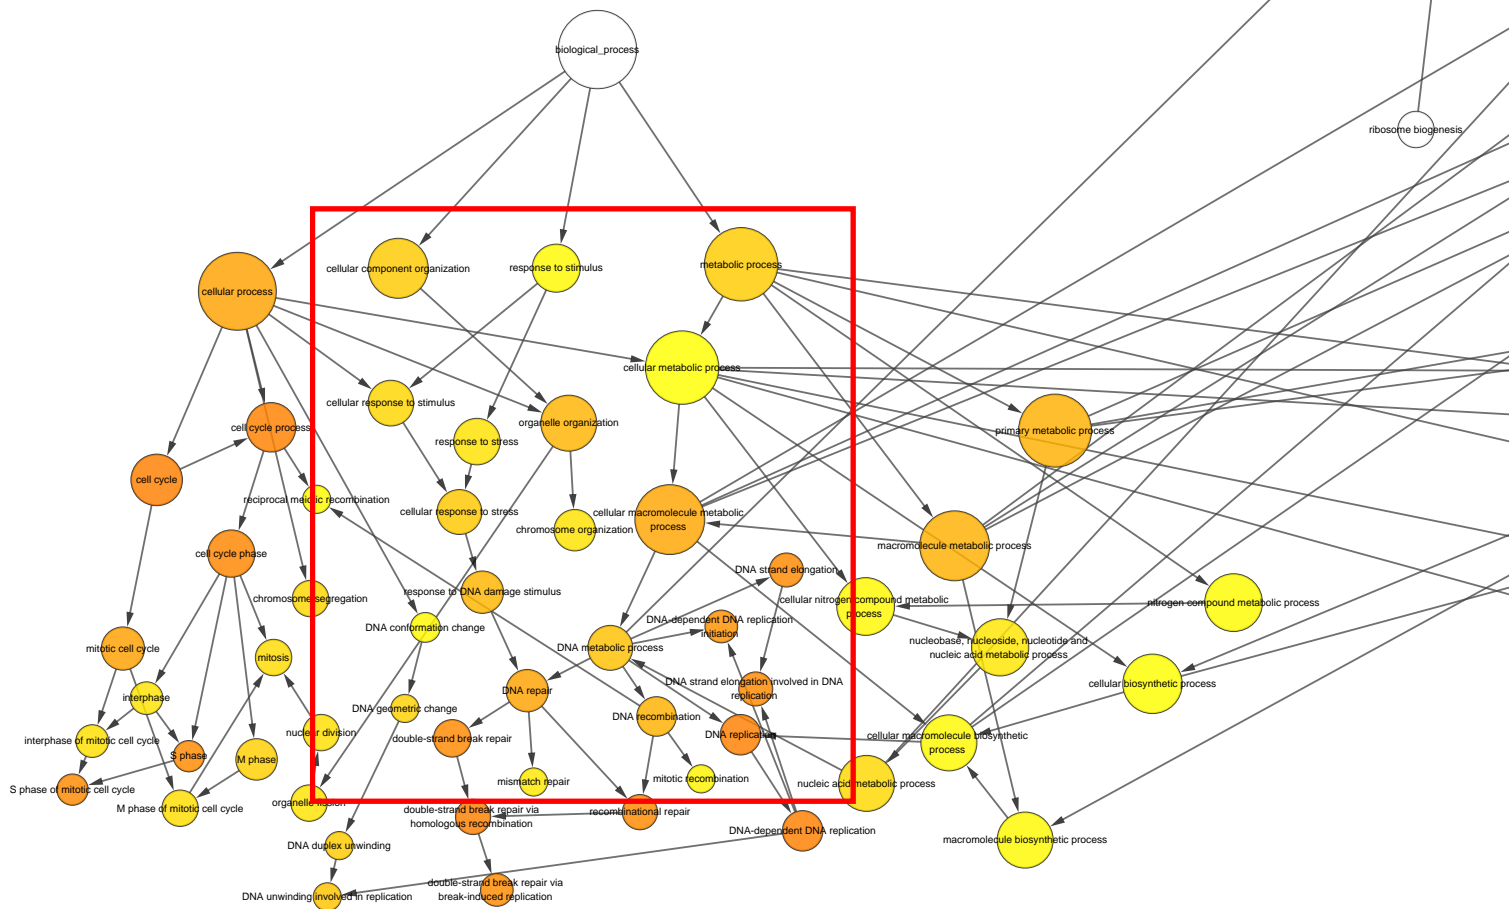 biological_process
ribosome biogenesis
cellular component organization
response to stimulus
metabolic process
cellular process
cellular metabolic process
cellular response to stimulus
organelle organization
cell cycle process
response to stress
primary metabolic process
cell cycle
reciprocal meiotic recombination
cellular response to stress
chromosome organization
cellular macromolecule metabolic
process
macromolecule metabolic process
cell cycle phase
DNA strand elongation
response to DNA damage stimulus
chromosome segregation
cellular nitrogen compound metabolic
process
nitrogen compound metabolic process
DNA-dependent DNA replication
initiation
DNA conformation change
nucleobase, nucleoside, nucleotide and
nucleic acid metabolic process
mitotic cell cycle
mitosis
DNA metabolic process
DNA strand elongation involved in DNA
replication
cellular biosynthetic process
interphase
DNA repair
DNA geometric change
DNA recombination
nuclear division
double-strand break repair
DNA replication
cellular macromolecule biosynthetic
process
interphase of mitotic cell cycle
S phase
M phase
mismatch repair
mitotic recombination
nucleic acid metabolic process
S phase of mitotic cell cycle
M phase of mitotic cell cycle
organelle fission
double-strand break repair via
homologous recombination
recombinational repair
DNA-dependent DNA replication
macromolecule biosynthetic process
DNA duplex unwinding
double-strand break repair via
break-induced replication
DNA unwinding involved in replication